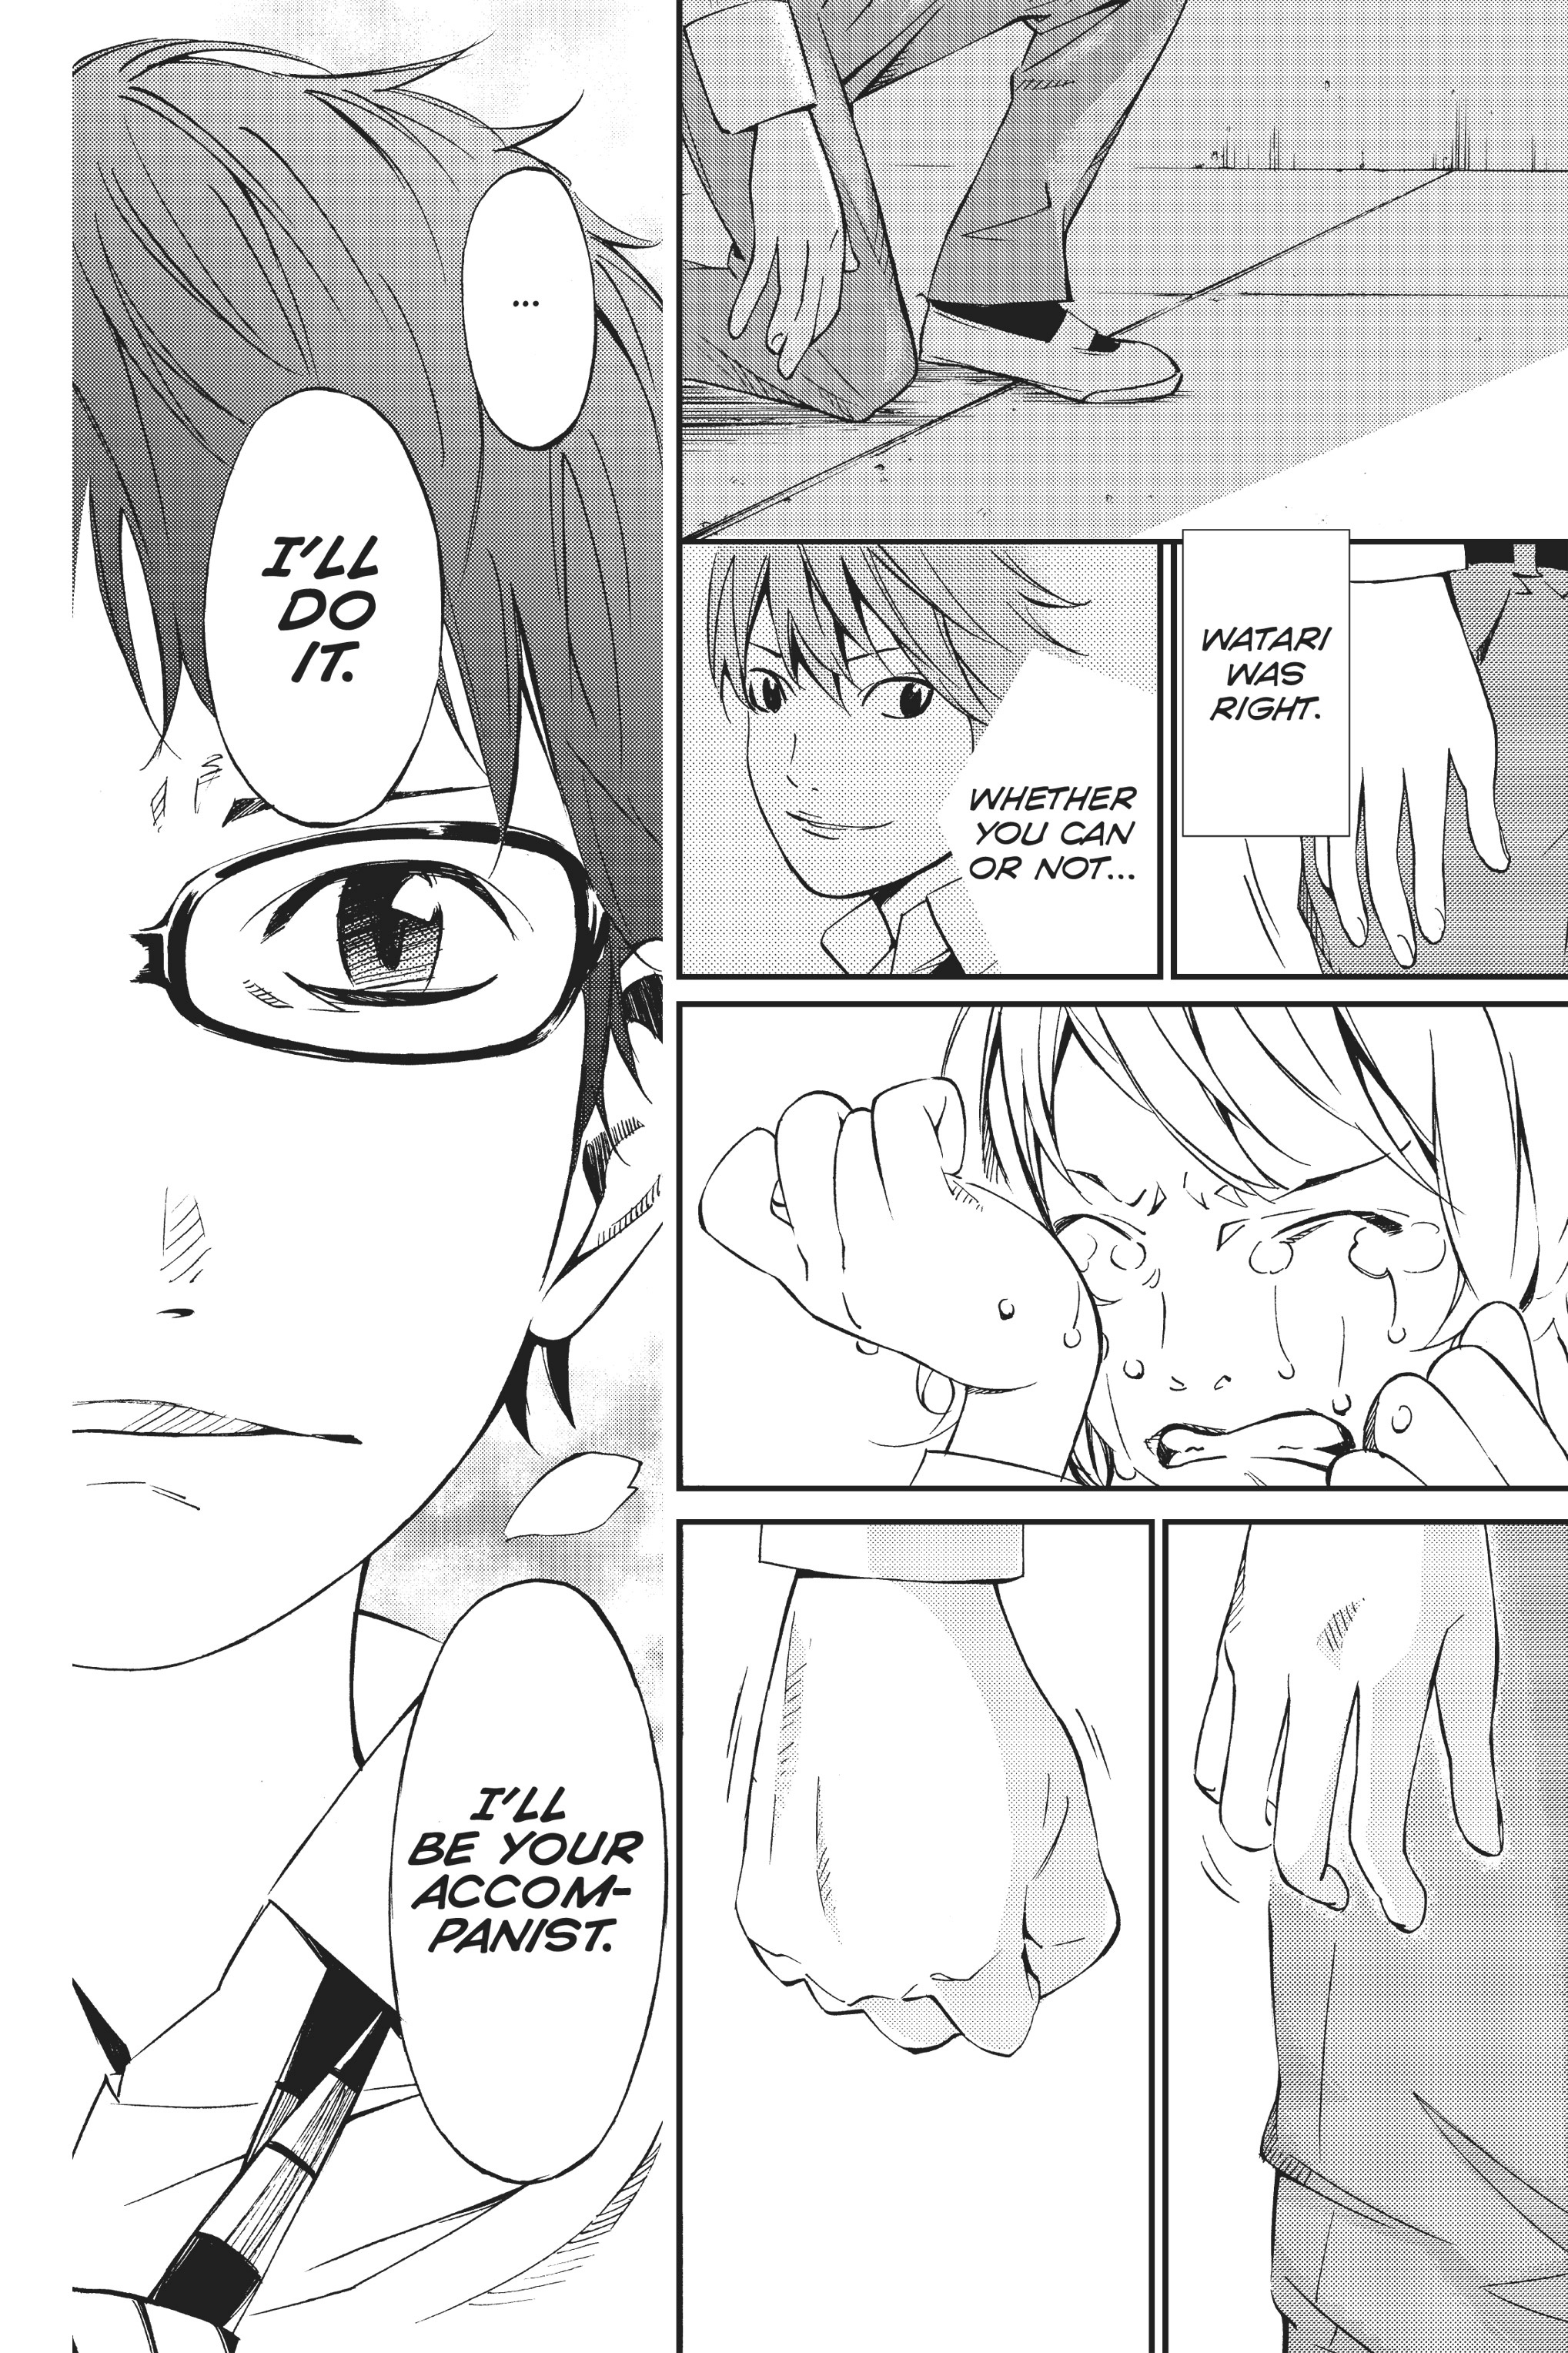 WATARI
WAS
RIGHT.
WHETHER
YOU CAN
OR NOT...
...
I'LL
DO
IT.
I'LL
BE YOUR
ACCOM-
PANIST.